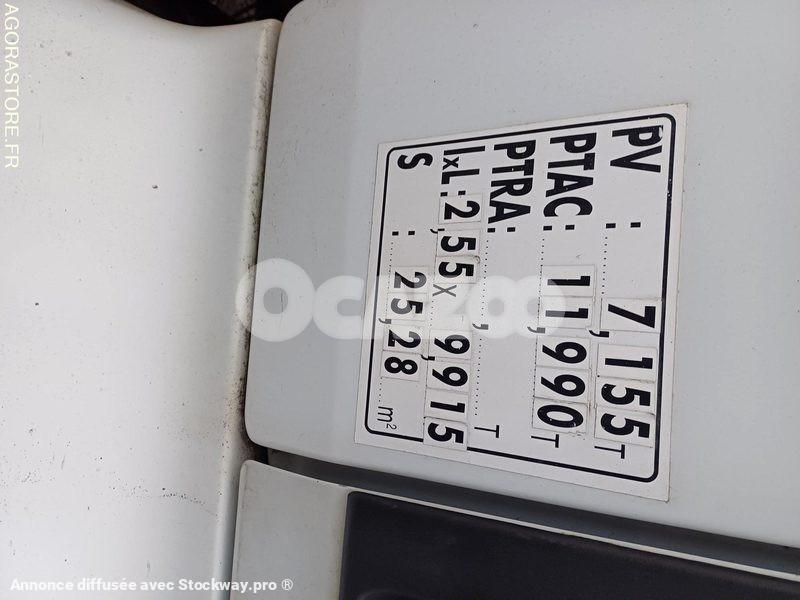 PV : 7,155 T
PTAC : 11,990 T
PTRA : , T
lxL : 2,55 x 9,915
S : 25,28 m²
AGORASTORE.FR
OCAZOO
Annonce diffusée avec Stockway.pro ®